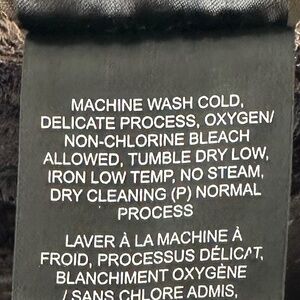 MACHINE WASH COLD,
DELICATE PROCESS, OXYGEN/
NON-CHLORINE BLEACH
ALLOWED, TUMBLE DRY LOW,
IRON LOW TEMP, NO STEAM,
DRY CLEANING (P) NORMAL
PROCESS
LAVER À LA MACHINE À
FROID, PROCESSUS DÉLICAT,
BLANCHIMENT OXYGÈNE
/ SANS CHLORE ADMIS,